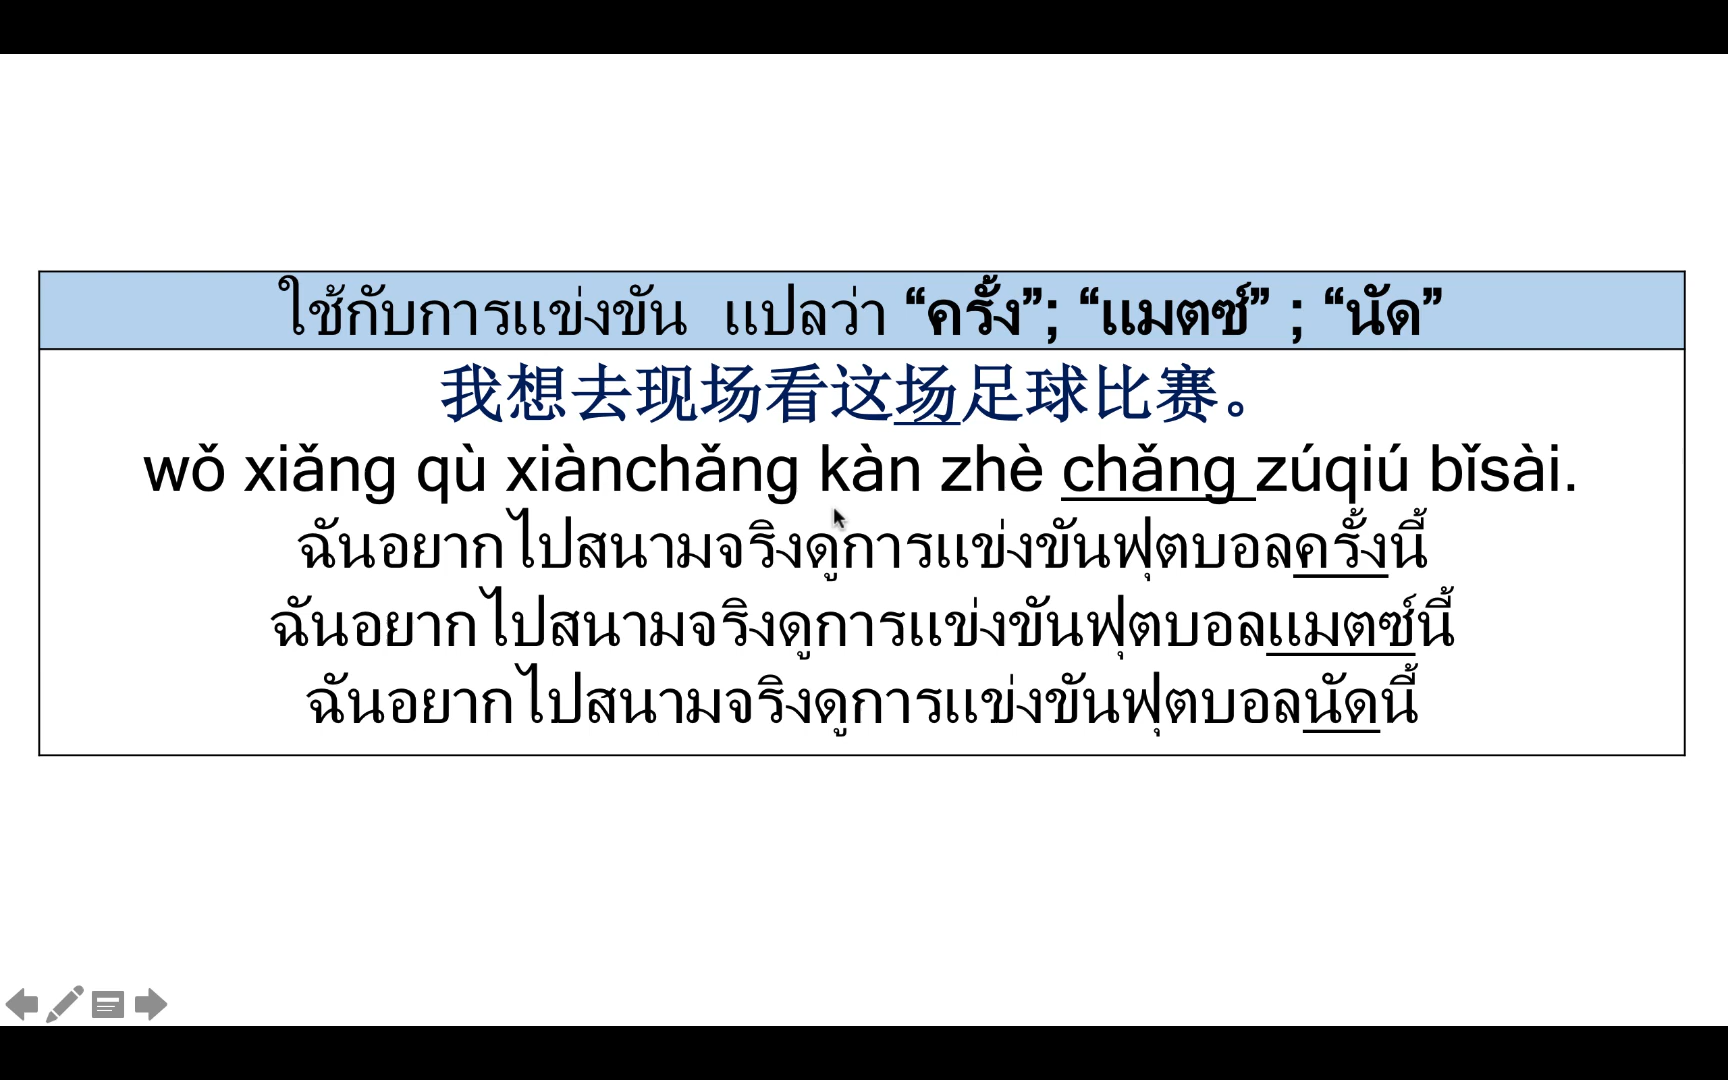 ใช้กับการแข่งขัน แปลว่า “ครั้ง”; “แมตซ์” ; “นัด”
我想去现场看这场足球比赛。
wǒ xiǎng qù xiànchǎng kàn zhè chǎng zúqiú bǐsài.
ฉันอยากไปสนามจริงดูการแข่งขันฟุตบอลครั้งนี้
ฉันอยากไปสนามจริงดูการแข่งขันฟุตบอลแมตซ์นี้
ฉันอยากไปสนามจริงดูการแข่งขันฟุตบอลนัดนี้